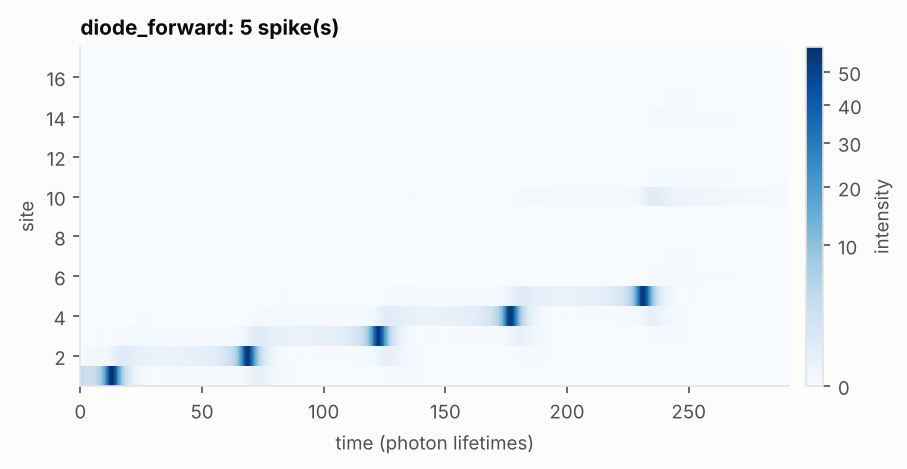 diode_forward: 5 spike(s)
16
14
12
10
8
6
4
2
site
0 50 100 150 200 250
time (photon lifetimes)
50
40
30
20
10
0
intensity